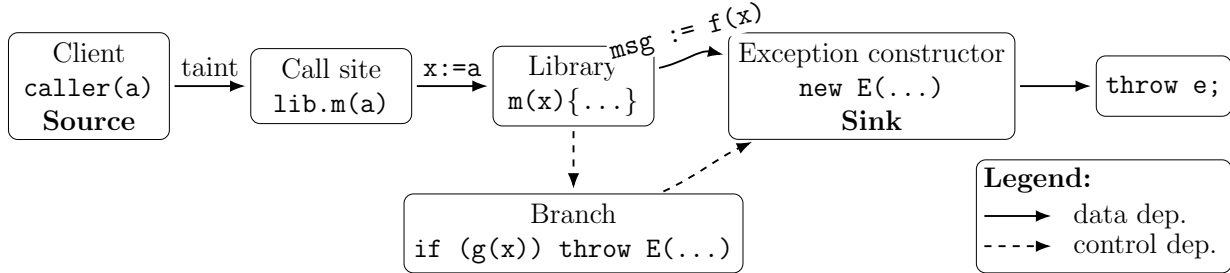 Client
caller(a)
Source
taint
Call site
lib.m(a)
x:=a
Library
m(x){...}
msg := f(x)
Exception constructor
new E(...)
Sink
throw e;
Branch
if (g(x)) throw E(...)
Legend:
data dep.
control dep.